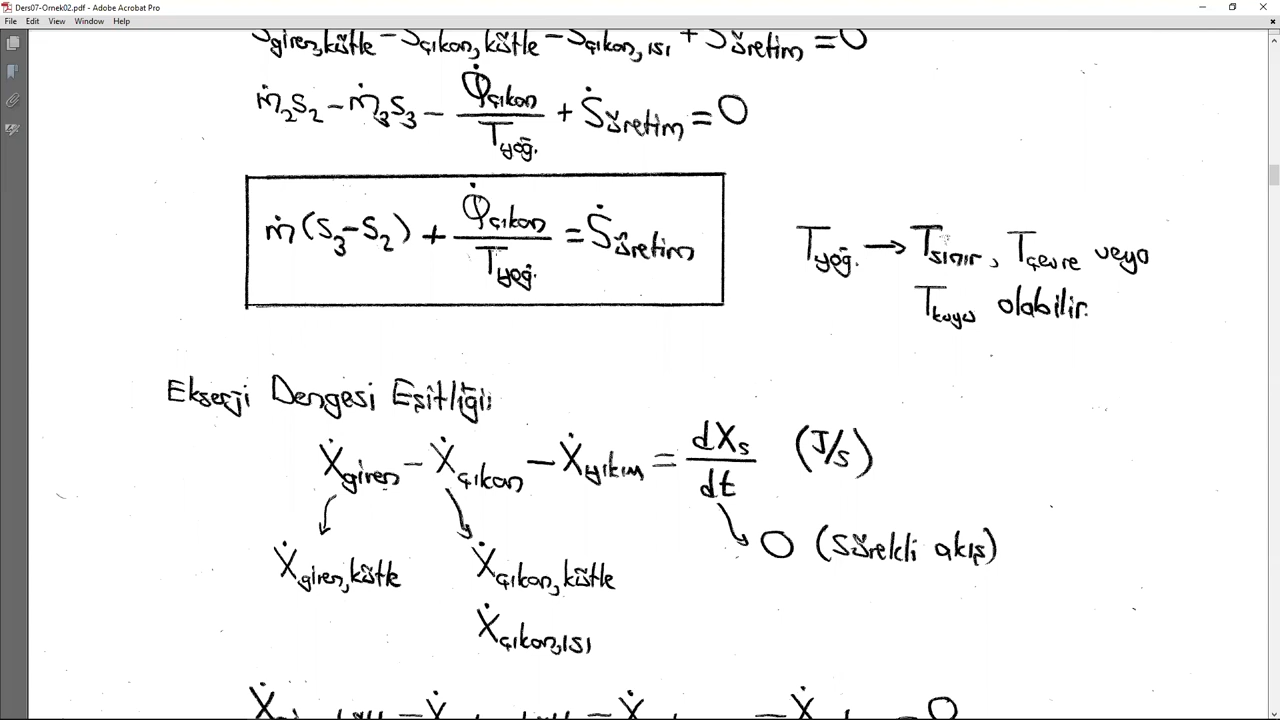 Ders07-Ornek02.pdf - Adobe Acrobat Pro
File Edit View Window Help
Ṡgiren,kütle − Ṡçıkan,kütle − Ṡçıkan,ısı + Ṡüretim = 0
ṁ₂s₂ − ṁ₃s₃ − Q̇çıkan / Tyoğ. + Ṡüretim = 0
ṁ(s₃−s₂) + Q̇çıkan / Tyoğ. = Ṡüretim
Tyoğ. → Tsınır, Tçevre veya
Tkuyu olabilir.
Ekserji Dengesi Eşitliği;
Ẋgiren − Ẋçıkan − Ẋyıkım = dXs / dt (J/s)
0 (sürekli akış)
Ẋgiren,kütle Ẋçıkan,kütle
Ẋçıkan,ısı